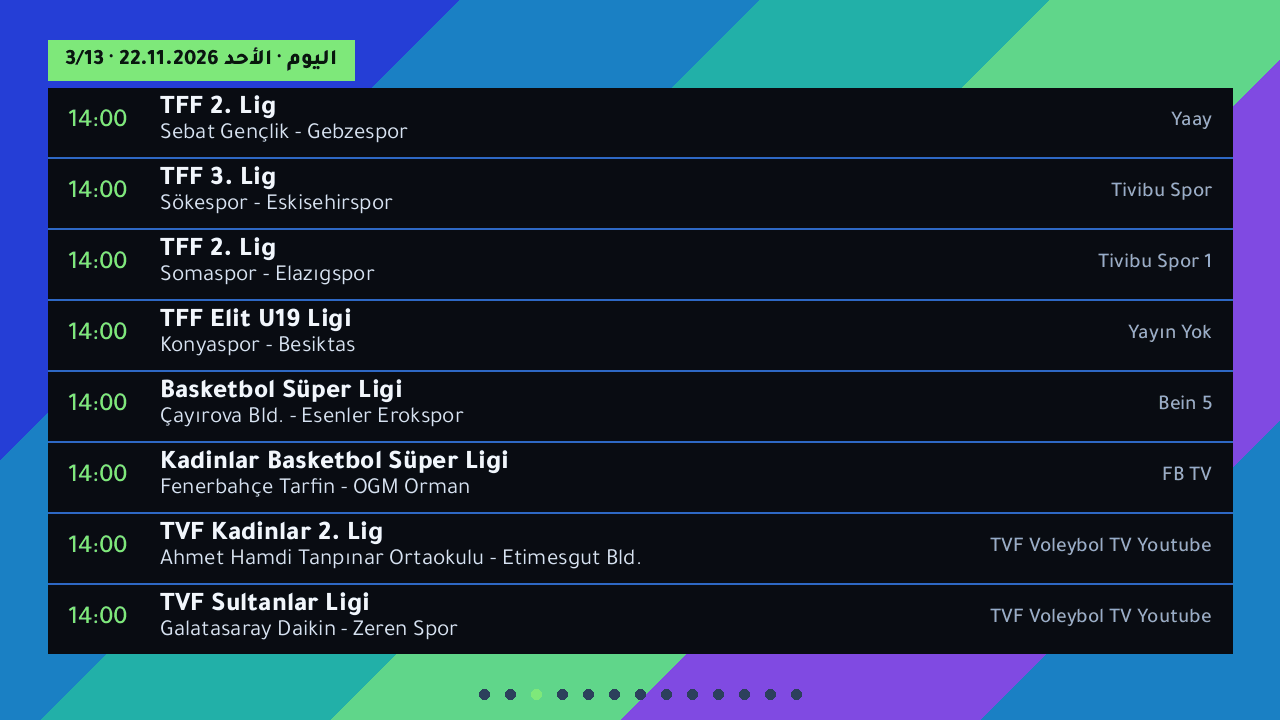 اليوم · الأحد 22.11.2026 · 3/13
14:00
TFF 2. Lig
Sebat Gençlik - Gebzespor
Yaay
14:00
TFF 3. Lig
Sökespor - Eskisehirspor
Tivibu Spor
14:00
TFF 2. Lig
Somaspor - Elazıgspor
Tivibu Spor 1
14:00
TFF Elit U19 Ligi
Konyaspor - Besiktas
Yayın Yok
14:00
Basketbol Süper Ligi
Çayırova Bld. - Esenler Erokspor
Bein 5
14:00
Kadinlar Basketbol Süper Ligi
Fenerbahçe Tarfin - OGM Orman
FB TV
14:00
TVF Kadinlar 2. Lig
Ahmet Hamdi Tanpınar Ortaokulu - Etimesgut Bld.
TVF Voleybol TV Youtube
14:00
TVF Sultanlar Ligi
Galatasaray Daikin - Zeren Spor
TVF Voleybol TV Youtube